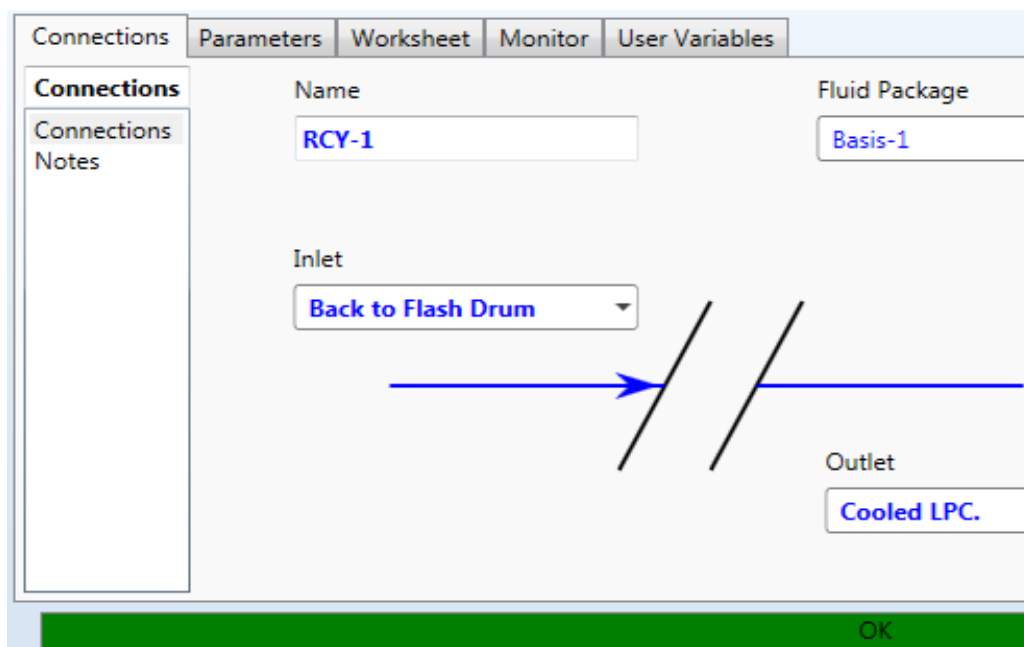 Connections Parameters Worksheet Monitor User Variables
Connections
Connections
Notes
Name
RCY-1
Fluid Package
Basis-1
Inlet
Back to Flash Drum
Outlet
Cooled LPC.
OK